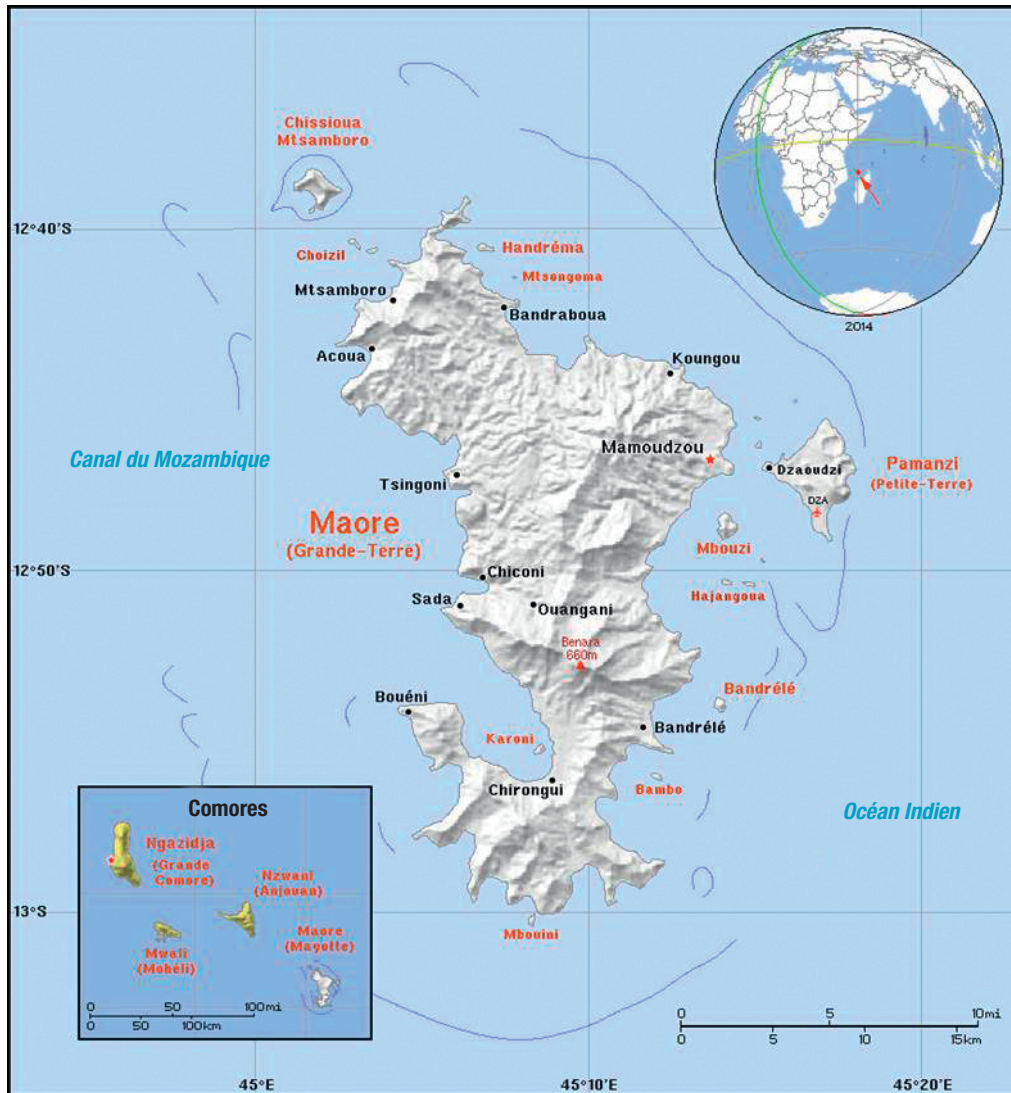 Chissioua
Mtsamboro
12°40'S
Choizil
Handréma
Mtsongoma
Mtsamboro
Bandraboua
2014
Acoua
Koungou
Canal du Mozambique
Mamoudzou
Dzaoudzi
Pamanzi
(Petite-Terre)
Tsingoni
DZA
Maore
(Grande-Terre)
Mbouzi
12°50'S
Chiconi
Hajangoua
Sada
Ouangani
Benara
660m
Bandrélé
Bouéni
Bandrélé
Karoni
Chirongui
Bambo
Océan Indien
Comores
Ngazidja
(Grande
Comore)
Nzwani
(Anjouan)
Mwali
(Mohéli)
Maore
(Mayotte)
0 50 100mi
0 50 100km
13°S
Mbouini
0 5 10mi
0 5 10 15km
45°E
45°10'E
45°20'E